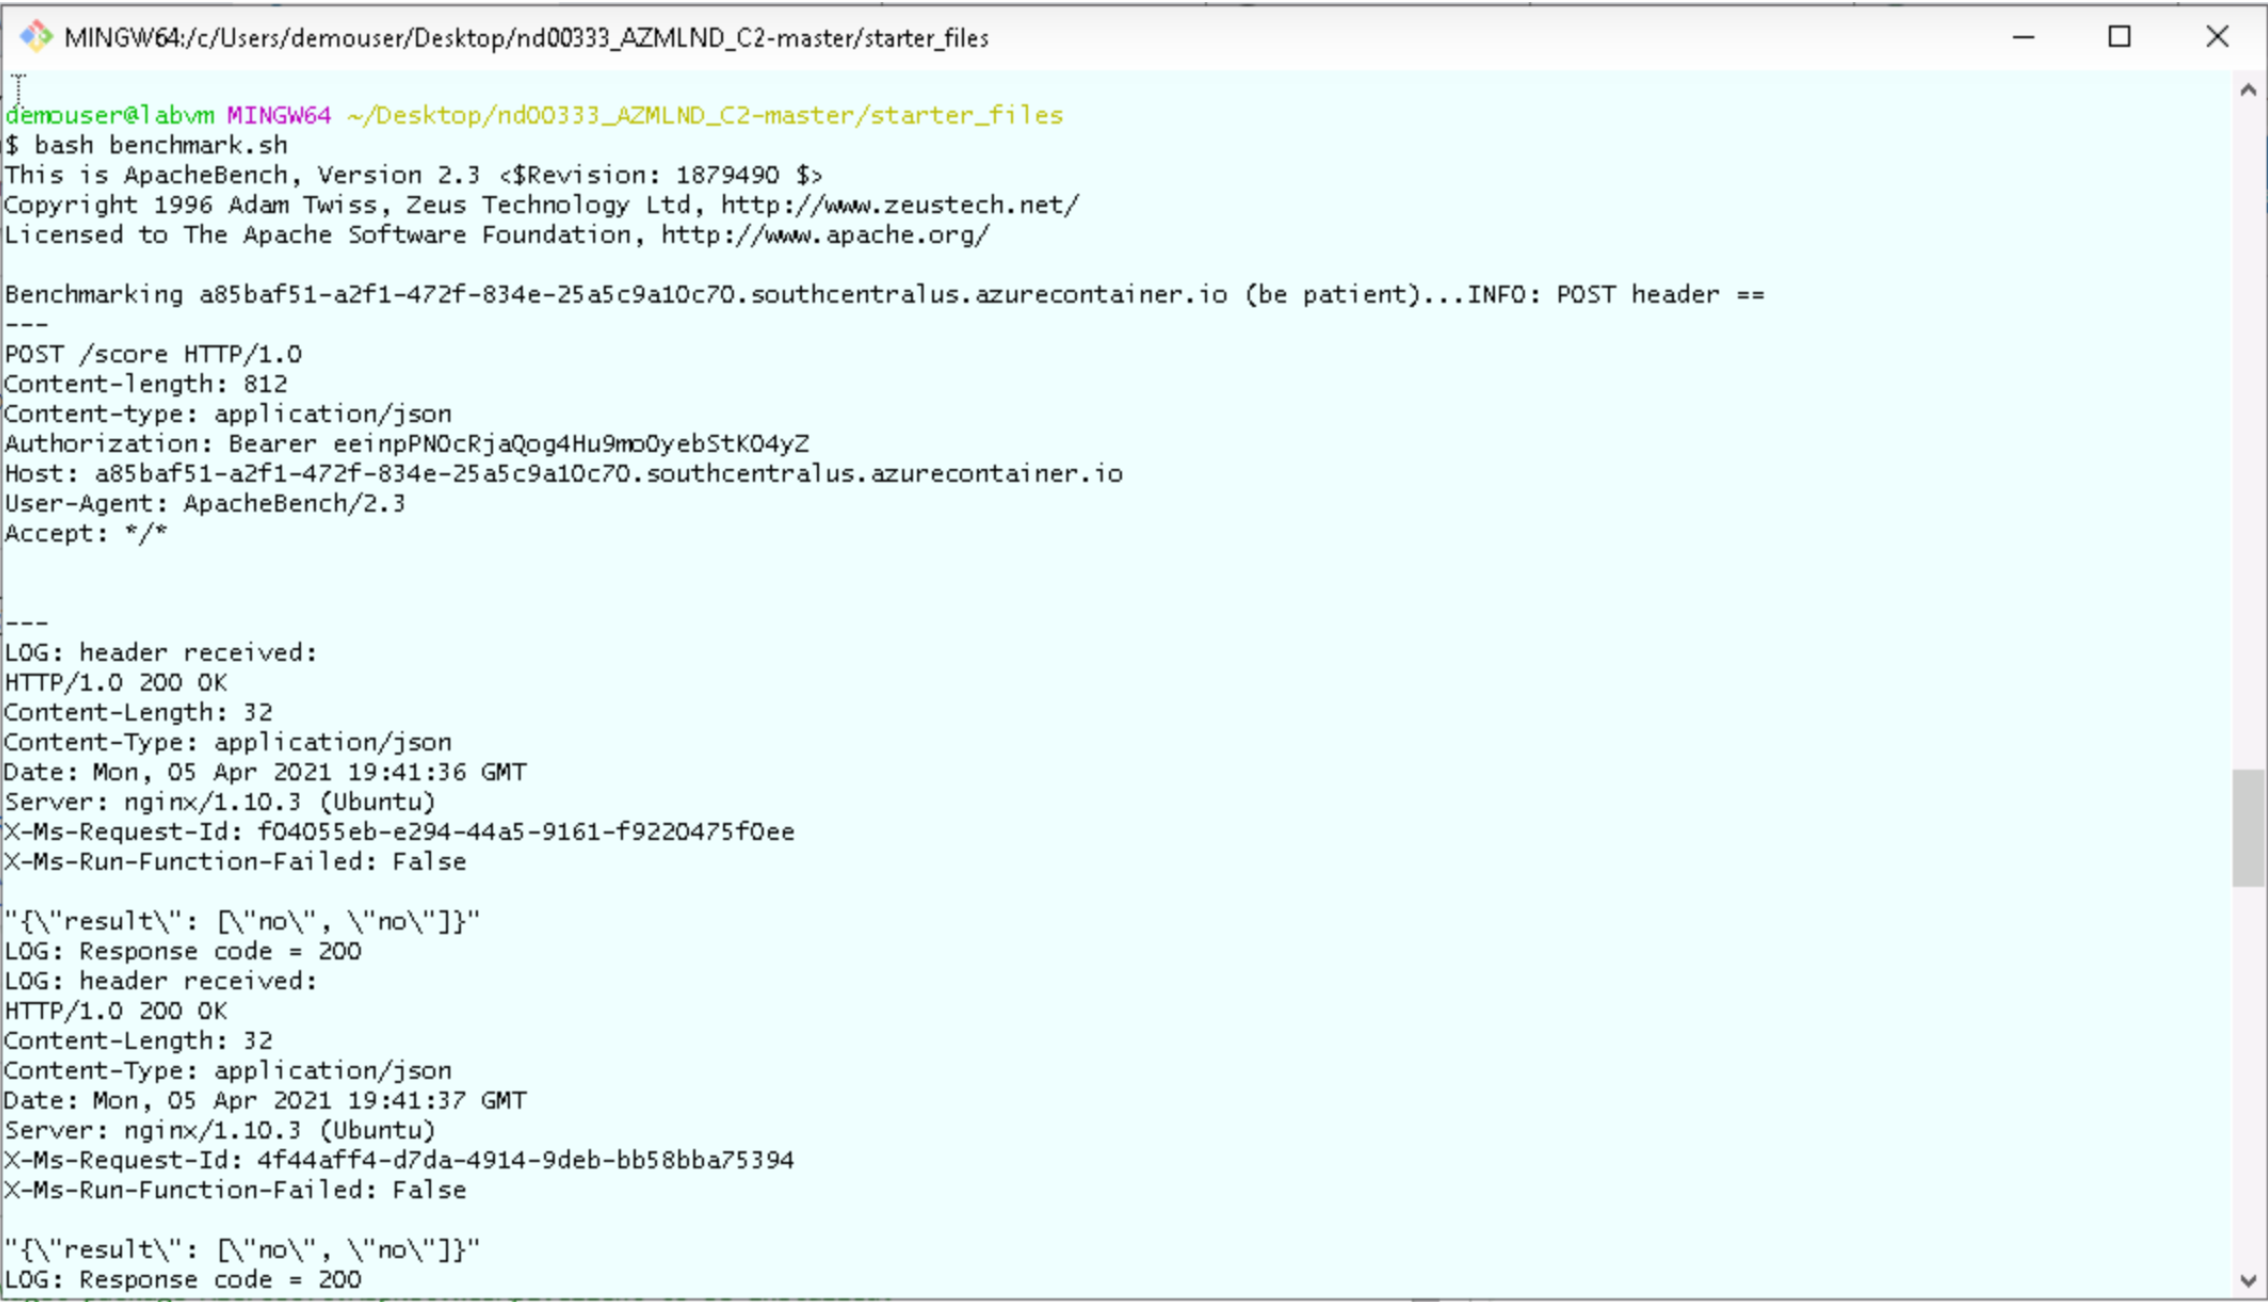 MINGW64:/c/Users/demouser/Desktop/nd00333_AZMLND_C2-master/starter_files
demouser@labvm MINGW64 ~/Desktop/nd00333_AZMLND_C2-master/starter_files
$ bash benchmark.sh
This is ApacheBench, Version 2.3 <$Revision: 1879490 $>
Copyright 1996 Adam Twiss, Zeus Technology Ltd, http://www.zeustech.net/
Licensed to The Apache Software Foundation, http://www.apache.org/
Benchmarking a85baf51-a2f1-472f-834e-25a5c9a10c70.southcentralus.azurecontainer.io (be patient)...INFO: POST header ==
---
POST /score HTTP/1.0
Content-length: 812
Content-type: application/json
Authorization: Bearer eeinpPNOcRjaQog4Hu9moOyebStKO4yZ
Host: a85baf51-a2f1-472f-834e-25a5c9a10c70.southcentralus.azurecontainer.io
User-Agent: ApacheBench/2.3
Accept: */*
---
LOG: header received:
HTTP/1.0 200 OK
Content-Length: 32
Content-Type: application/json
Date: Mon, 05 Apr 2021 19:41:36 GMT
Server: nginx/1.10.3 (Ubuntu)
X-Ms-Request-Id: f04055eb-e294-44a5-9161-f9220475f0ee
X-Ms-Run-Function-Failed: False
"{\"result\": [\"no\", \"no\"]}"
LOG: Response code = 200
LOG: header received:
HTTP/1.0 200 OK
Content-Length: 32
Content-Type: application/json
Date: Mon, 05 Apr 2021 19:41:37 GMT
Server: nginx/1.10.3 (Ubuntu)
X-Ms-Request-Id: 4f44aff4-d7da-4914-9deb-bb58bba75394
X-Ms-Run-Function-Failed: False
"{\"result\": [\"no\", \"no\"]}"
LOG: Response code = 200